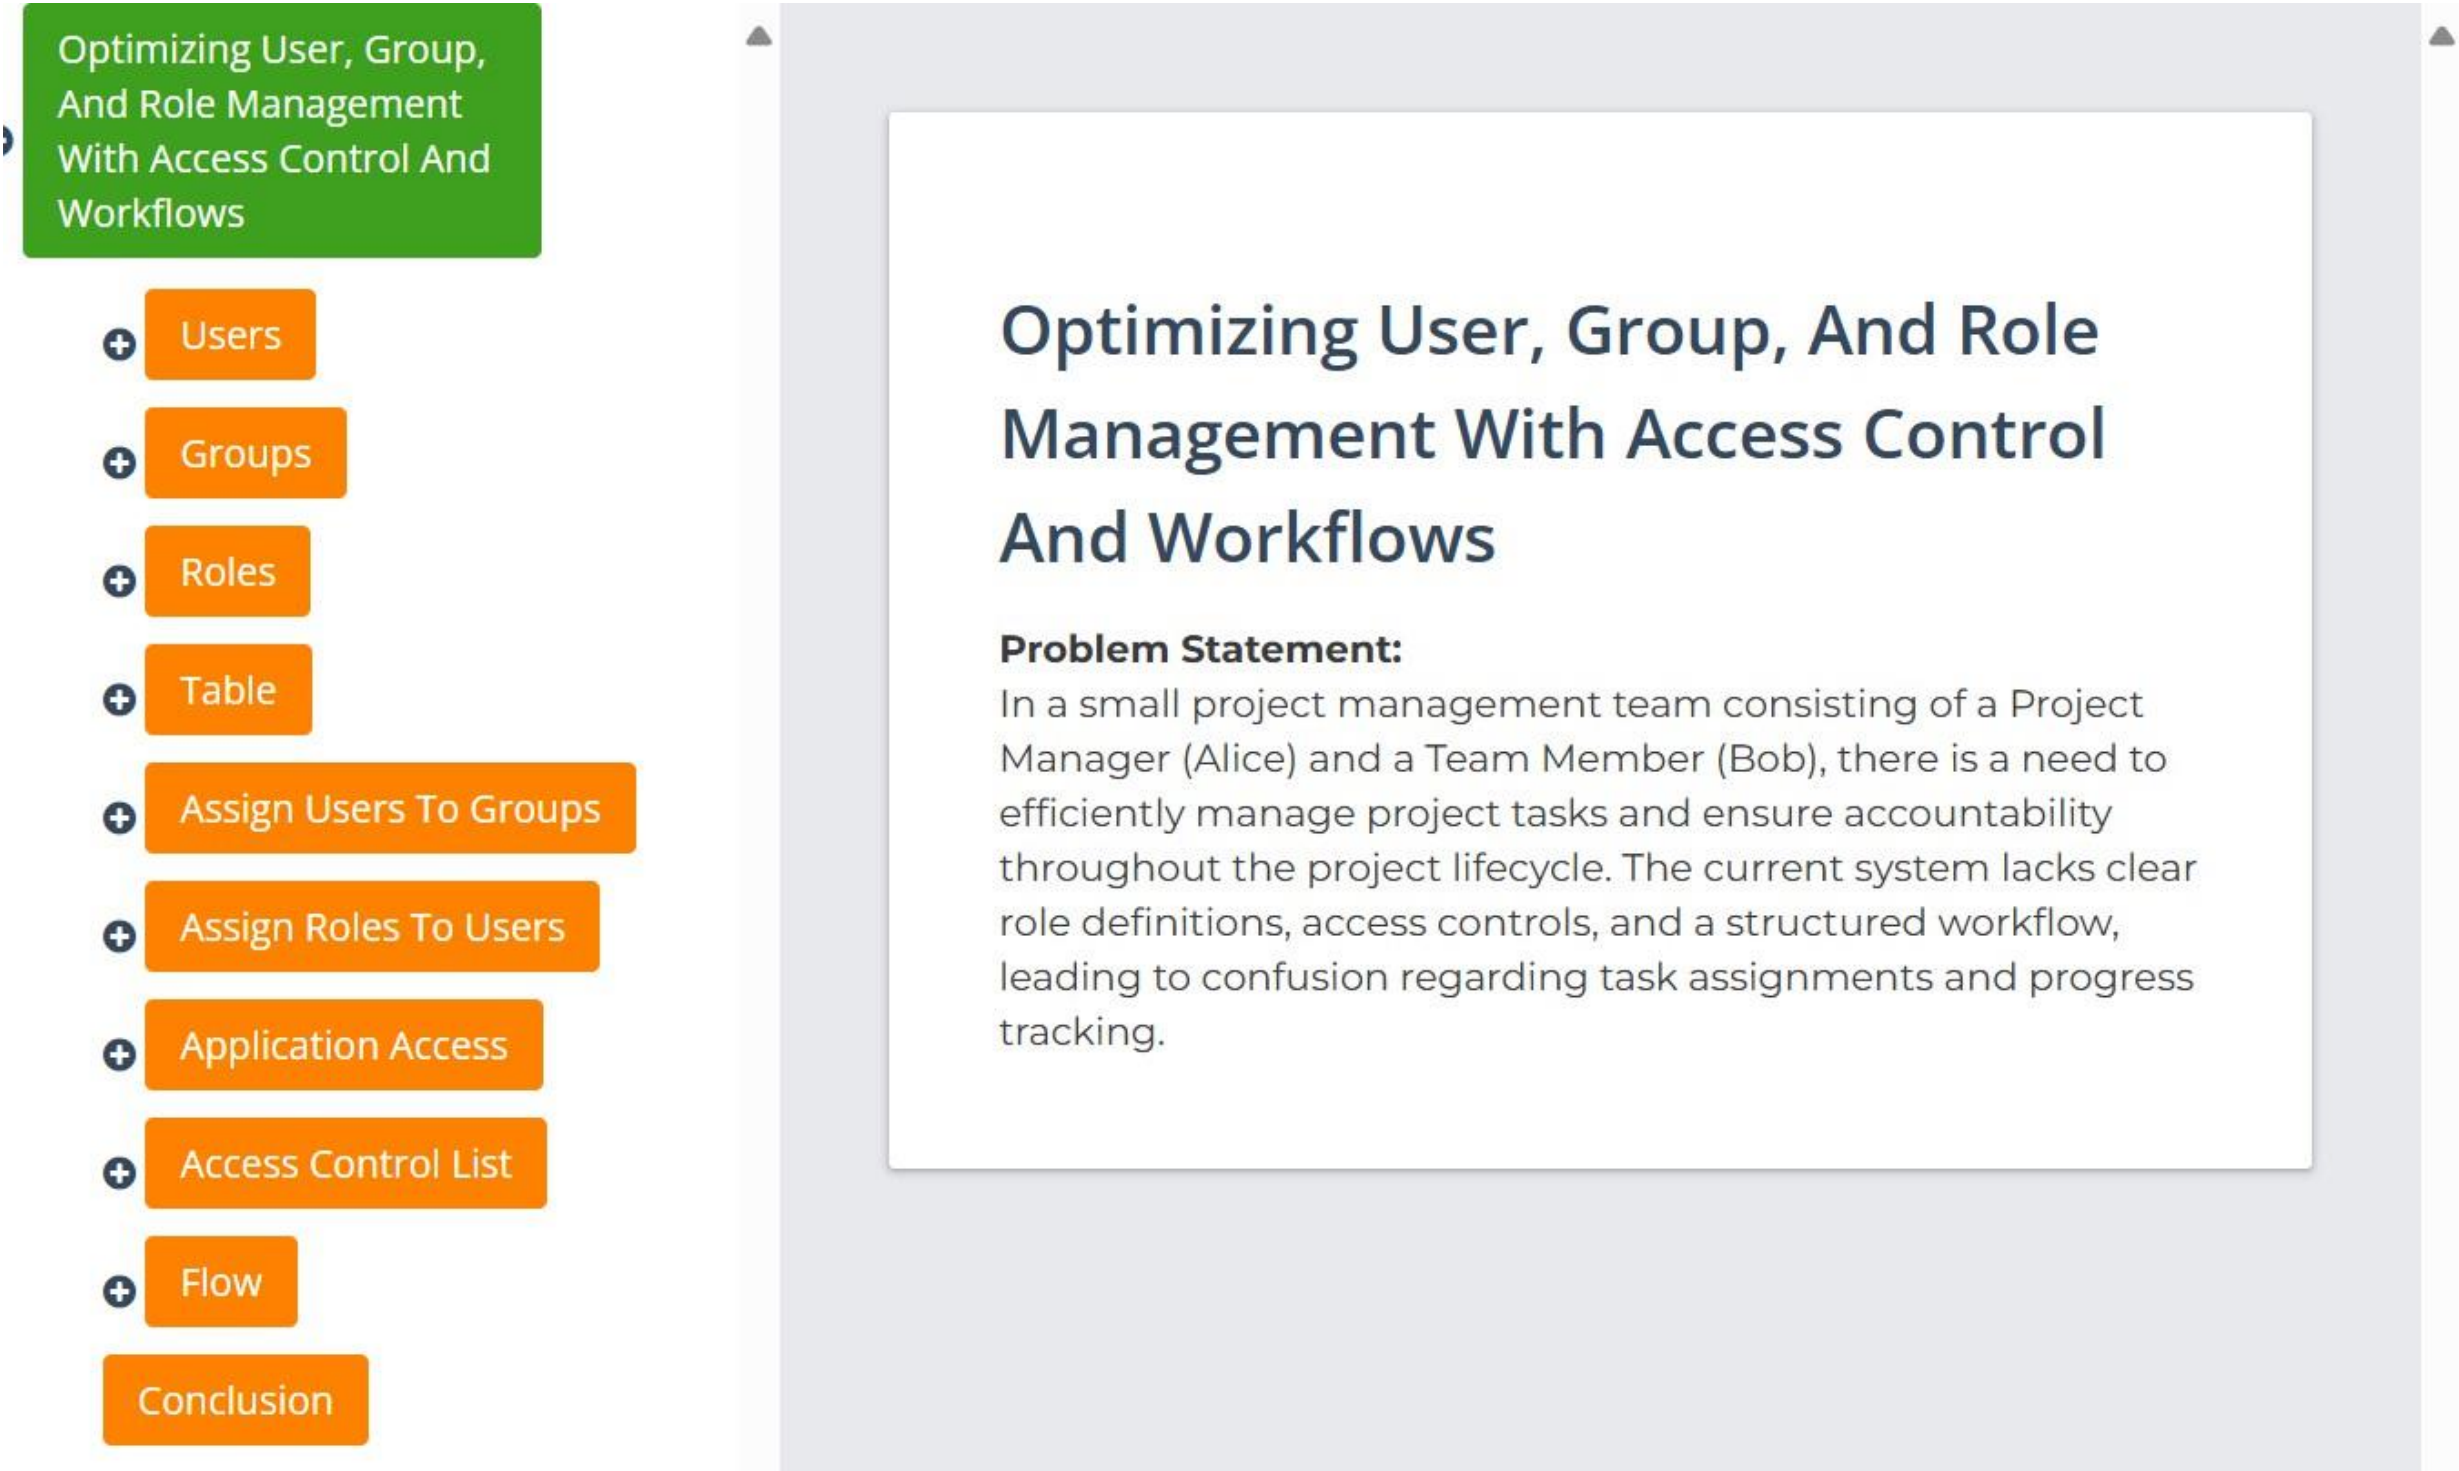 Optimizing User, Group,
And Role Management
With Access Control And
Workflows
Users
Groups
Roles
Table
Assign Users To Groups
Assign Roles To Users
Application Access
Access Control List
Flow
Conclusion
Optimizing User, Group, And Role
Management With Access Control
And Workflows
Problem Statement:
In a small project management team consisting of a Project
Manager (Alice) and a Team Member (Bob), there is a need to
efficiently manage project tasks and ensure accountability
throughout the project lifecycle. The current system lacks clear
role definitions, access controls, and a structured workflow,
leading to confusion regarding task assignments and progress
tracking.